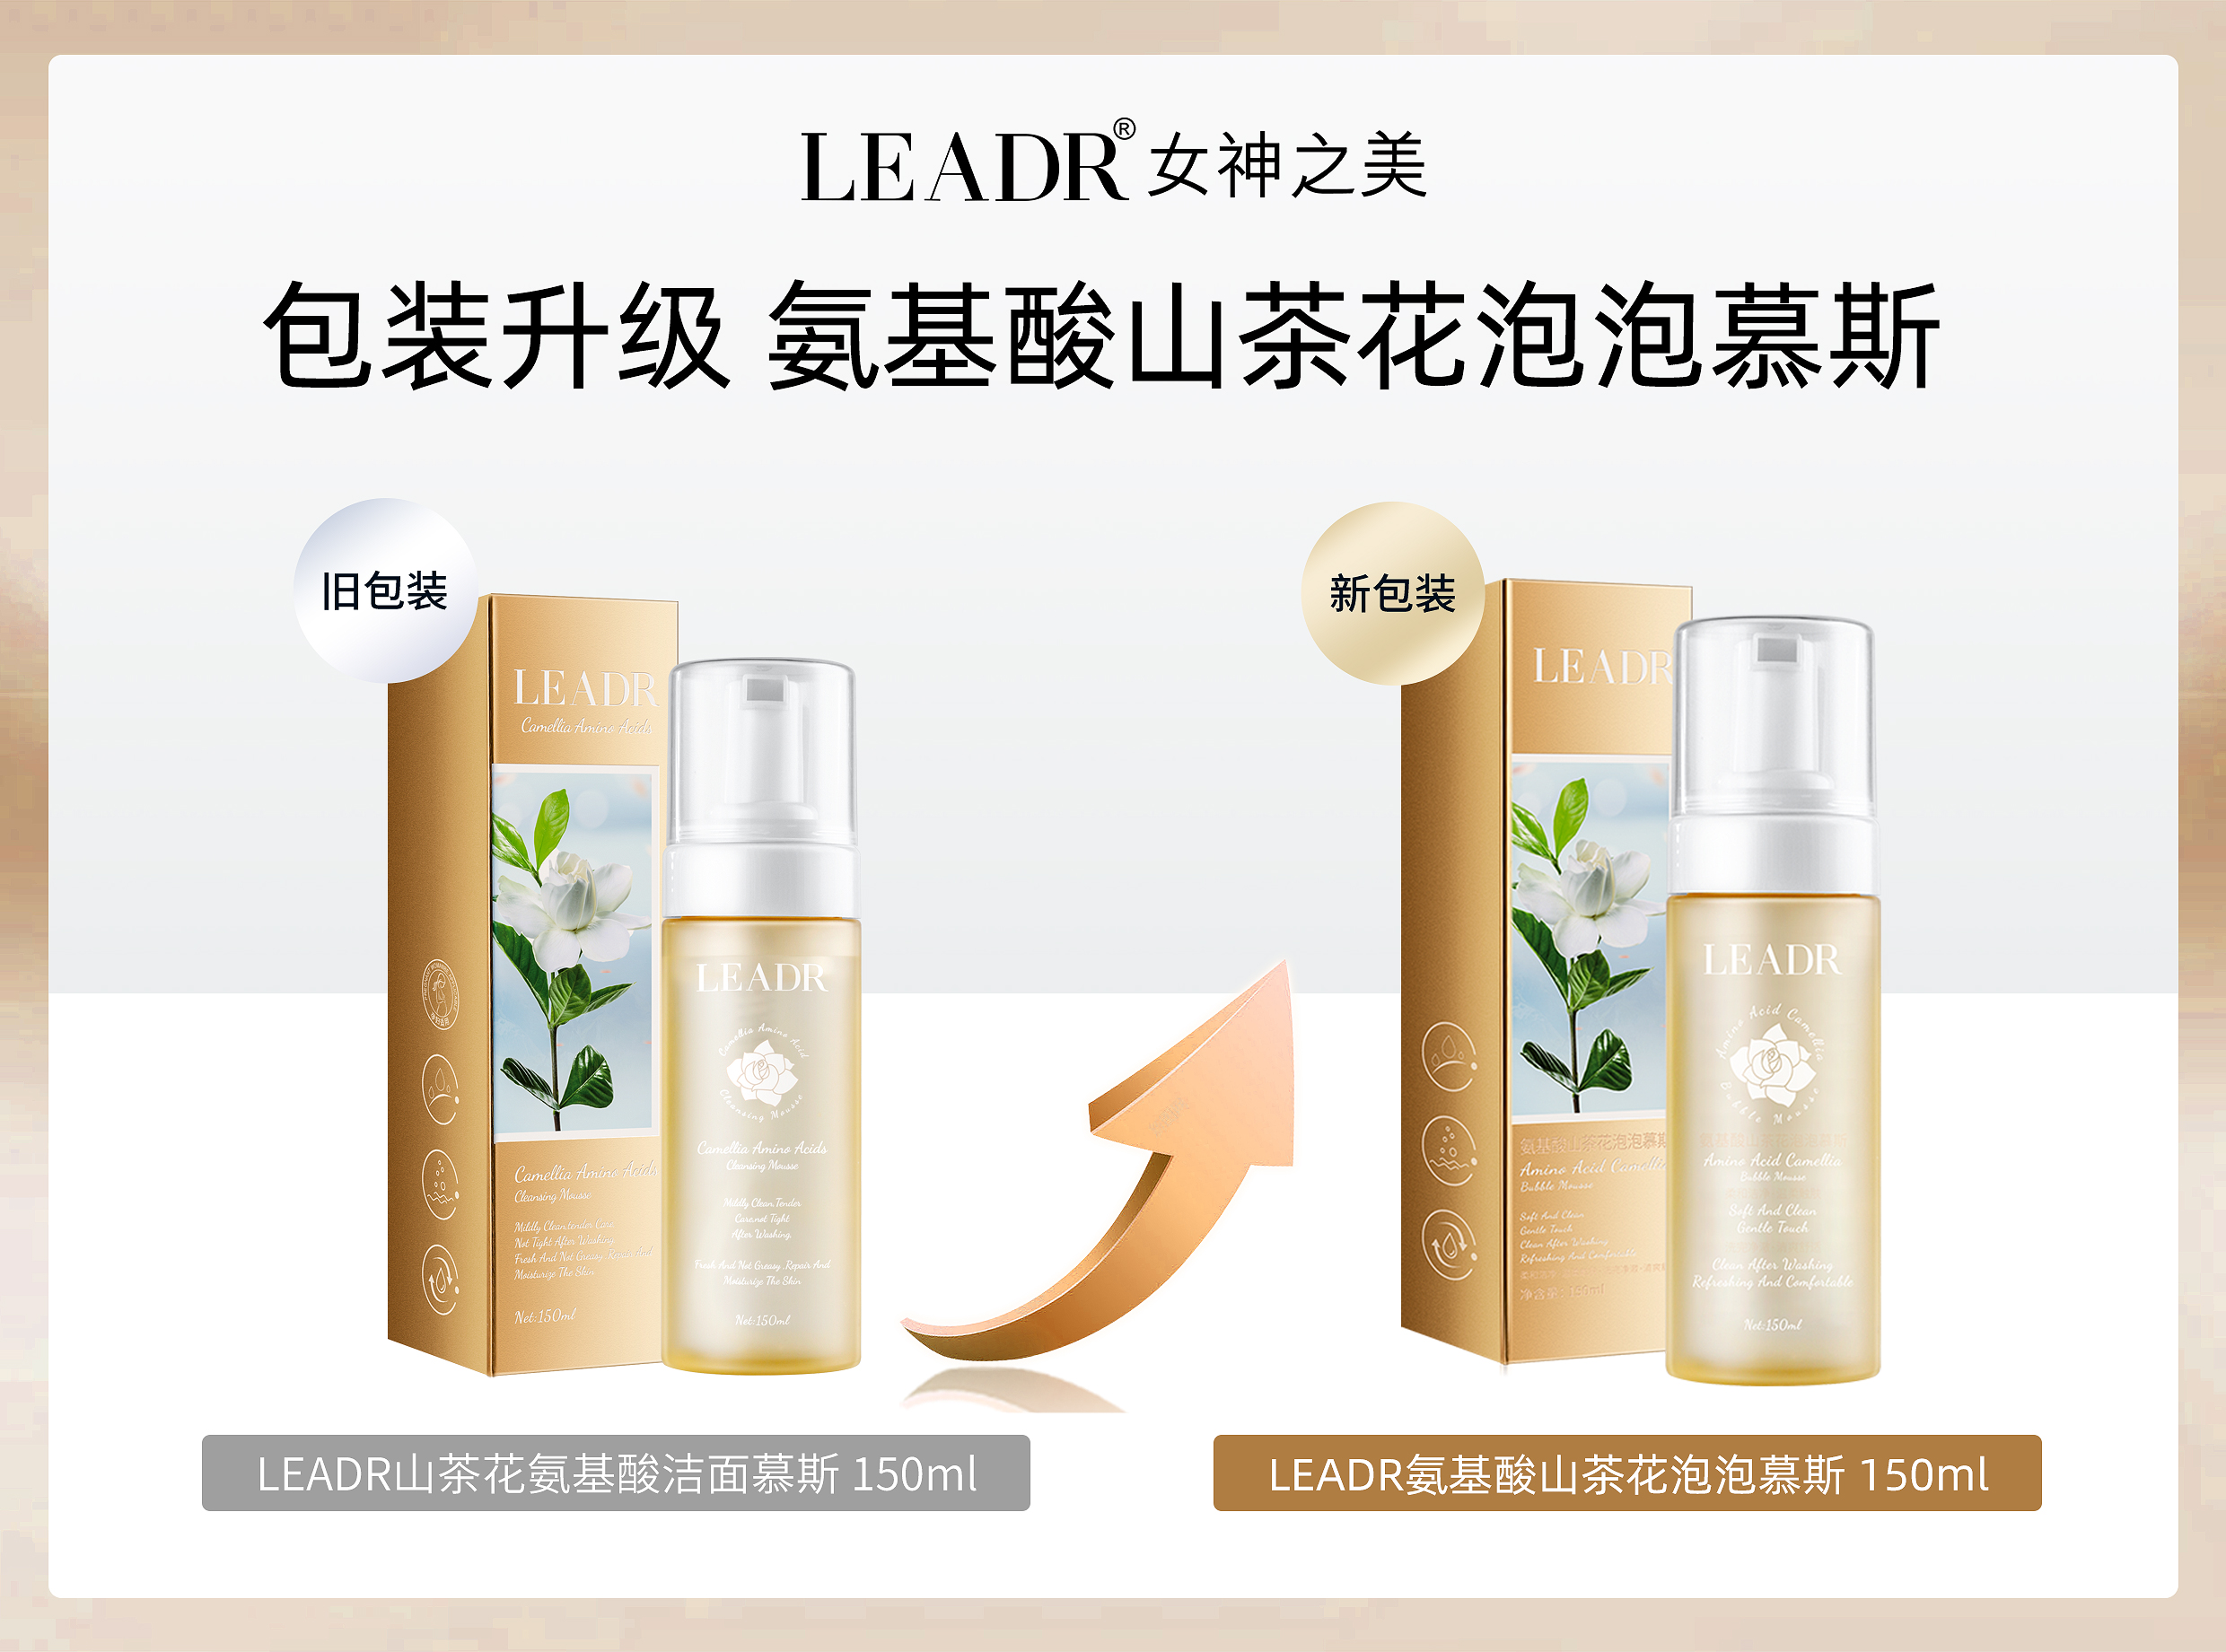 LEADR® 女神之美
包装升级 氨基酸山茶花泡泡慕斯
旧包装
LEADR
Camellia Amino Acids
Camellia Amino Acids
Cleansing Mousse
Mildly Clean.tender Care
Not Tight After Washing
Fresh And Not Greasy .Repair And
Moisturize The Skin
Net:150ml
LEADR
Camellia Amino Acid
Cleansing Mousse
Camellia Amino Acids
Cleansing Mousse
Mildly Clean.Tender
Care.not Tight
After Washing.
Fresh And Not Greasy .Repair And
Moisturize The Skin
Net:150ml
LEADR山茶花氨基酸洁面慕斯 150ml
新包装
LEADR
氨基酸山茶花泡泡慕斯
Amino Acid Camellia
Bubble Mousse
Soft And Clean
Gentle Touch
Clean After Washing
Refreshing And Comfortable
净含量:150ml
LEADR
Amino Acid Camellia
Bubble Mousse
Amino Acid Camellia
Bubble Mousse
Soft And Clean
Gentle Touch
Clean After Washing
Refreshing And Comfortable
Net:150ml
LEADR氨基酸山茶花泡泡慕斯 150ml